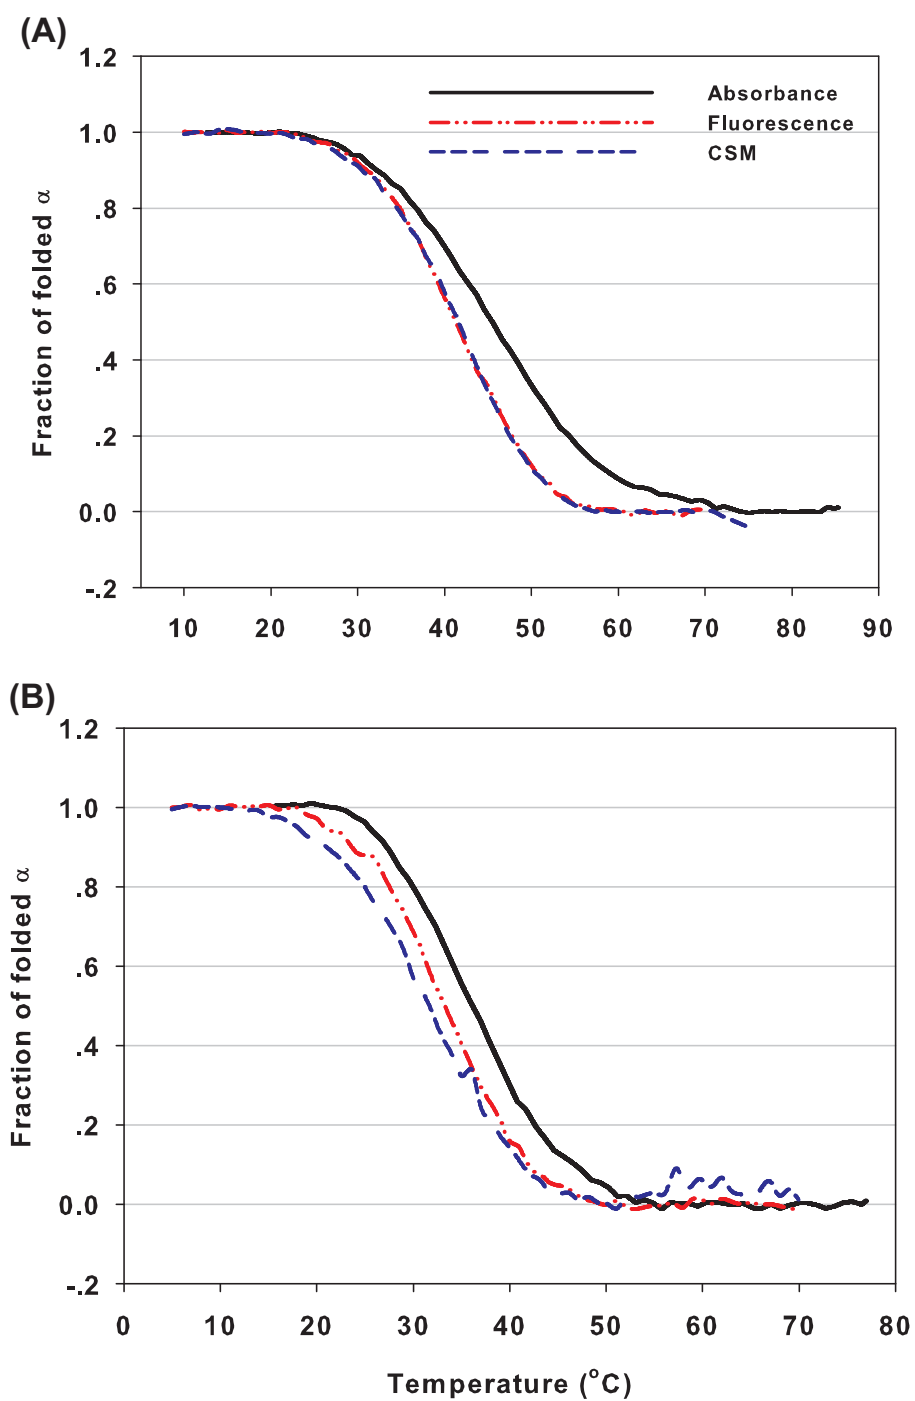 (A)
1.2
1.0
.8
.6
.4
.2
0.0
-.2
Fraction of folded α
Absorbance
Fluorescence
CSM
10 20 30 40 50 60 70 80 90
(B)
1.2
1.0
.8
.6
.4
.2
0.0
-.2
Fraction of folded α
0 10 20 30 40 50 60 70 80
Temperature (°C)